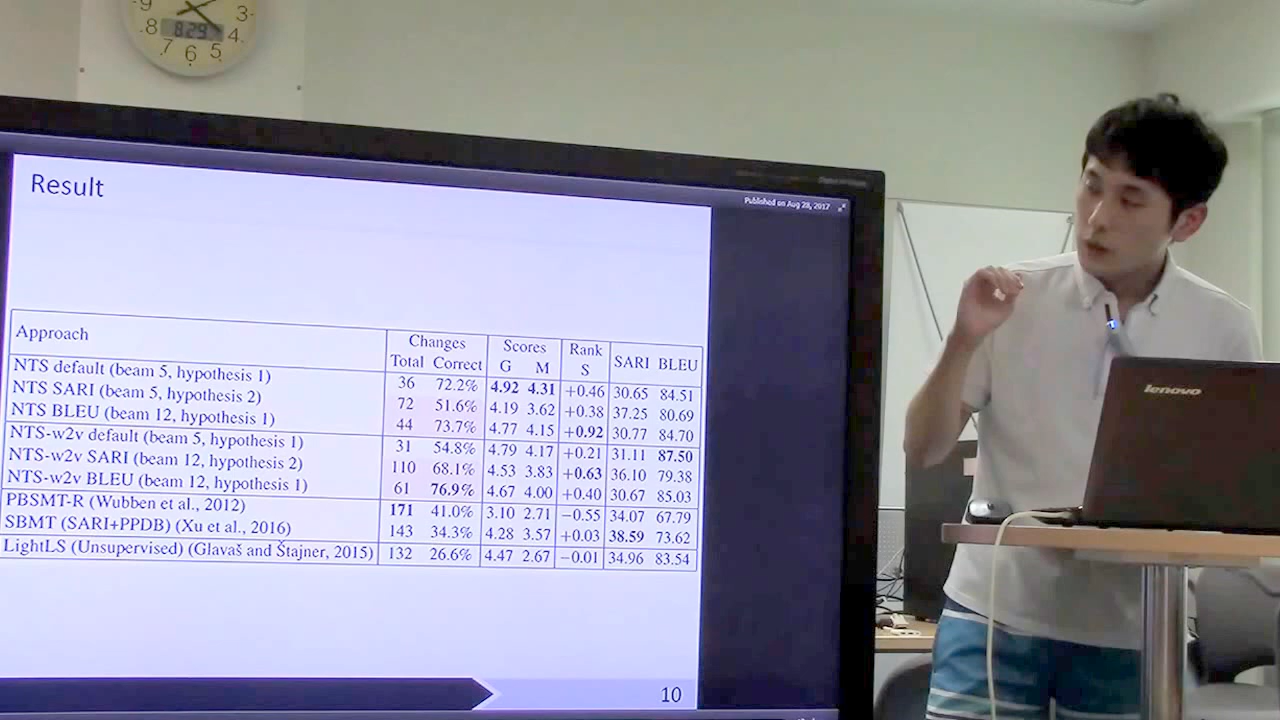 9
3
8
829
4
7
6
5
Result
Published on Aug 28, 2017
Approach Changes Scores Rank SARI BLEU
Total Correct G M S
NTS default (beam 5, hypothesis 1) 36 72.2% 4.92 4.31 +0.46 30.65 84.51
NTS SARI (beam 5, hypothesis 2) 72 51.6% 4.19 3.62 +0.38 37.25 80.69
NTS BLEU (beam 12, hypothesis 1) 44 73.7% 4.77 4.15 +0.92 30.77 84.70
NTS-w2v default (beam 5, hypothesis 1) 31 54.8% 4.79 4.17 +0.21 31.11 87.50
NTS-w2v SARI (beam 12, hypothesis 2) 110 68.1% 4.53 3.83 +0.63 36.10 79.38
NTS-w2v BLEU (beam 12, hypothesis 1) 61 76.9% 4.67 4.00 +0.40 30.67 85.03
PBSMT-R (Wubben et al., 2012) 171 41.0% 3.10 2.71 −0.55 34.07 67.79
SBMT (SARI+PPDB) (Xu et al., 2016) 143 34.3% 4.28 3.57 +0.03 38.59 73.62
LightLS (Unsupervised) (Glavaš and Štajner, 2015) 132 26.6% 4.47 2.67 −0.01 34.96 83.54
10
lenovo